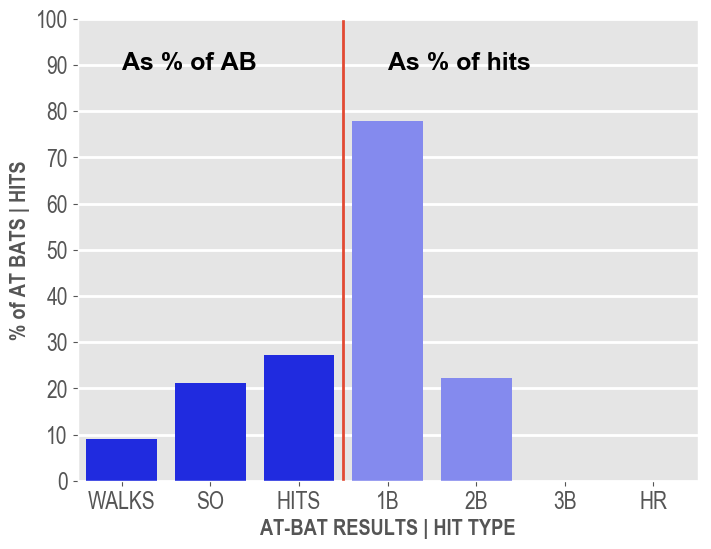 100
90
80
70
60
50
40
30
20
10
0
% of AT BATS | HITS
As % of AB
As % of hits
WALKS SO HITS 1B 2B 3B HR
AT-BAT RESULTS | HIT TYPE